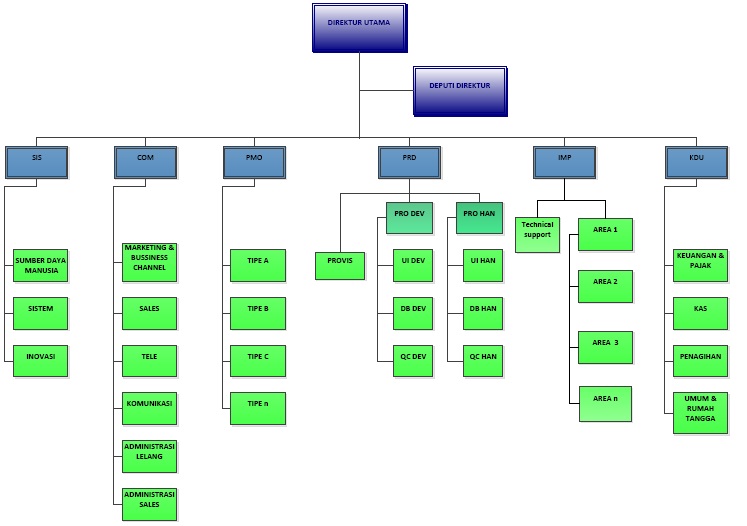 DIREKTUR UTAMA
DEPUTI DIREKTUR
SIS
COM
PMO
PRD
IMP
KDU
SUMBER DAYA
MANUSIA
SISTEM
INOVASI
MARKETING &
BUSSINESS
CHANNEL
SALES
TELE
KOMUNIKASI
ADMINISTRASI
LELANG
ADMINISTRASI
SALES
TIPE A
TIPE B
TIPE C
TIPE n
PROVIS
PRO DEV
UI DEV
DB DEV
QC DEV
PRO HAN
UI HAN
DB HAN
QC HAN
Technical
support
AREA 1
AREA 2
AREA 3
AREA n
KEUANGAN &
PAJAK
KAS
PENAGIHAN
UMUM &
RUMAH
TANGGA